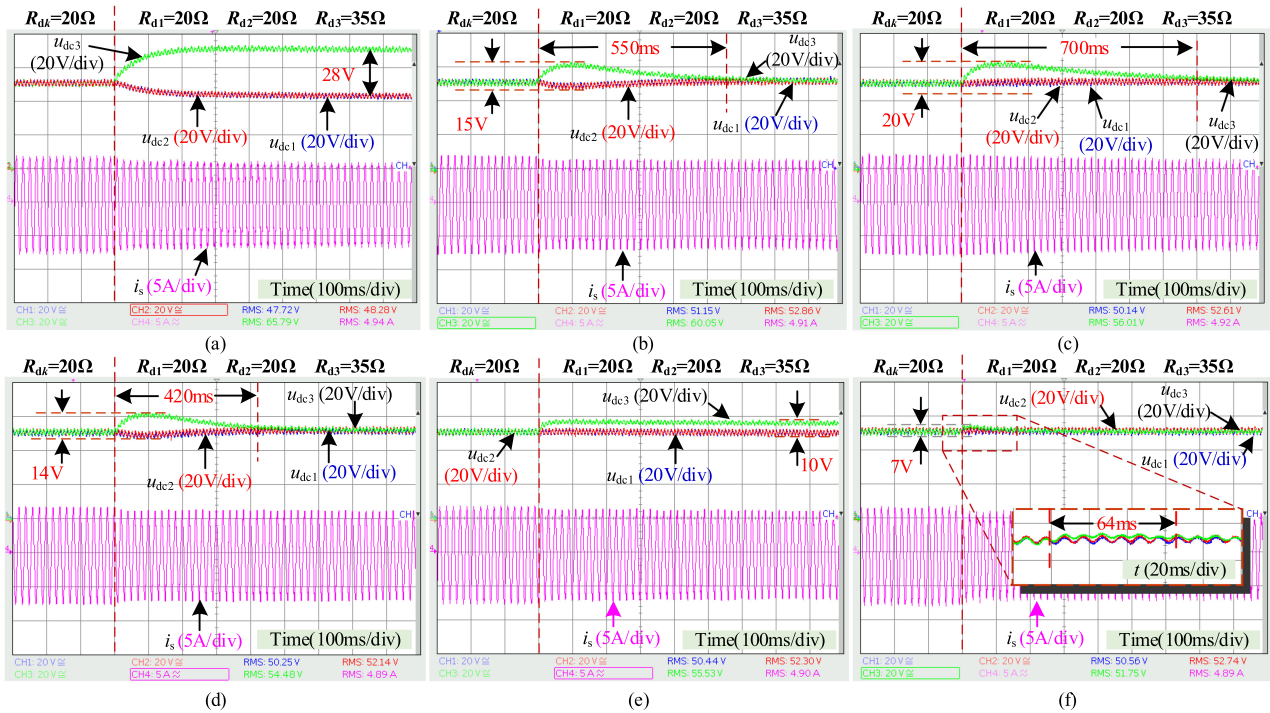 Rdk=20Ω Rd1=20Ω Rd2=20Ω Rd3=35Ω
udc3
(20V/div)
28V
udc2 (20V/div)
udc1 (20V/div)
CH
is (5A/div)
Time(100ms/div)
CH1: 20 V CH2: 20 V RMS: 47.72 V RMS: 48.28 V
CH3: 20 V CH4: 5 A RMS: 65.79 V RMS: 4.94 A
(a)
Rdk=20Ω Rd1=20Ω Rd2=20Ω Rd3=35Ω
550ms
udc3
(20V/div)
15V
udc2 (20V/div)
udc1 (20V/div)
CH
is (5A/div)
Time(100ms/div)
CH1: 20 V CH2: 20 V RMS: 51.15 V RMS: 52.86 V
CH3: 20 V CH4: 5 A RMS: 60.05 V RMS: 4.91 A
(b)
Rdk=20Ω Rd1=20Ω Rd2=20Ω Rd3=35Ω
700ms
20V
udc2
(20V/div)
udc1
(20V/div)
udc3
(20V/div)
CH
is (5A/div)
Time(100ms/div)
CH1: 20 V CH2: 20 V RMS: 50.14 V RMS: 52.61 V
CH3: 20 V CH4: 5 A RMS: 56.01 V RMS: 4.92 A
(c)
Rdk=20Ω Rd1=20Ω Rd2=20Ω Rd3=35Ω
420ms
udc3 (20V/div)
14V
udc2 (20V/div)
udc1 (20V/div)
CH1
is (5A/div)
Time(100ms/div)
CH1: 20 V CH2: 20 V RMS: 50.25 V RMS: 52.14 V
CH3: 20 V CH4: 5 A RMS: 54.48 V RMS: 4.89 A
(d)
Rdk=20Ω Rd1=20Ω Rd2=20Ω Rd3=35Ω
udc3 (20V/div)
udc2
(20V/div)
udc1 (20V/div)
10V
CH
is (5A/div)
Time(100ms/div)
CH1: 20 V CH2: 20 V RMS: 50.44 V RMS: 52.30 V
CH3: 20 V CH4: 5 A RMS: 55.53 V RMS: 4.90 A
(e)
Rdk=20Ω Rd1=20Ω Rd2=20Ω Rd3=35Ω
udc2 (20V/div)
udc3
(20V/div)
7V
udc1 (20V/div)
CH
64ms
t (20ms/div)
is (5A/div)
Time(100ms/div)
CH1: 20 V CH2: 20 V RMS: 50.56 V RMS: 52.74 V
CH3: 20 V CH4: 5 A RMS: 51.75 V RMS: 4.89 A
(f)